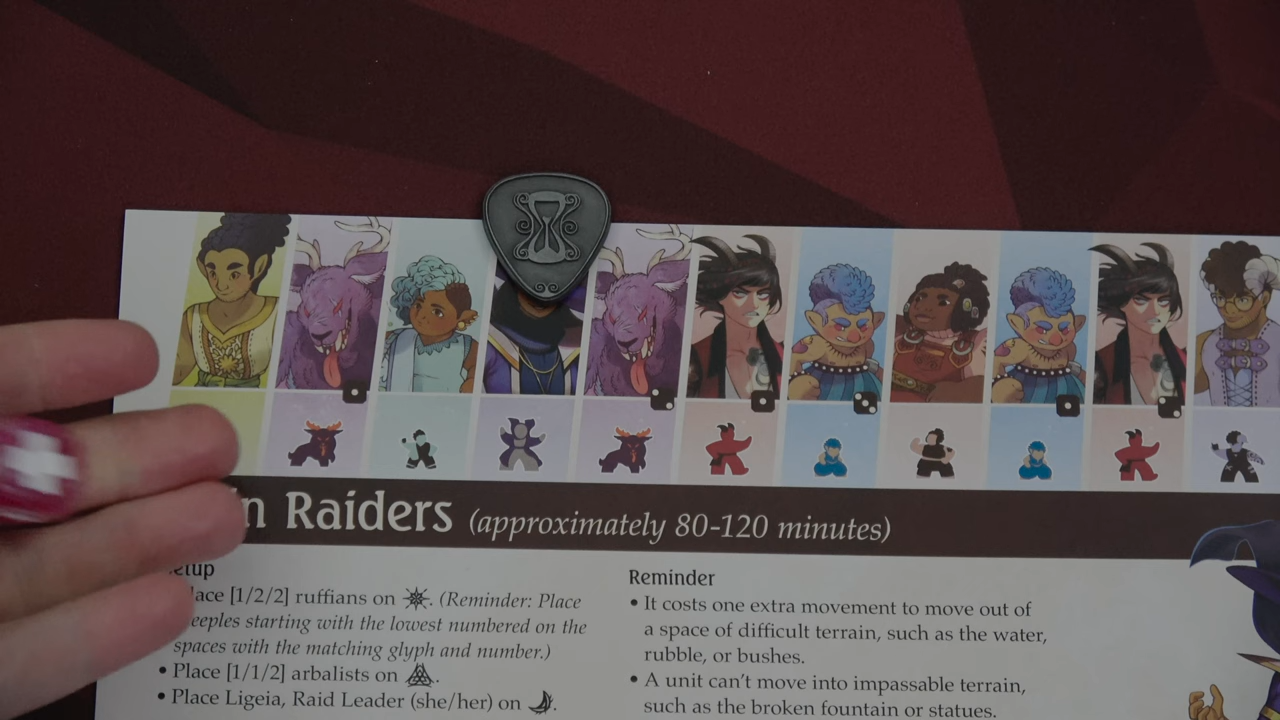 n Raiders (approximately 80-120 minutes)
etup
lace [1/2/2] ruffians on . (Reminder: Place
eeples starting with the lowest numbered on the
spaces with the matching glyph and number.)
• Place [1/1/2] arbalists on .
• Place Ligeia, Raid Leader (she/her) on .
Reminder
• It costs one extra movement to move out of
a space of difficult terrain, such as the water,
rubble, or bushes.
• A unit can't move into impassable terrain,
such as the broken fountain or statues.